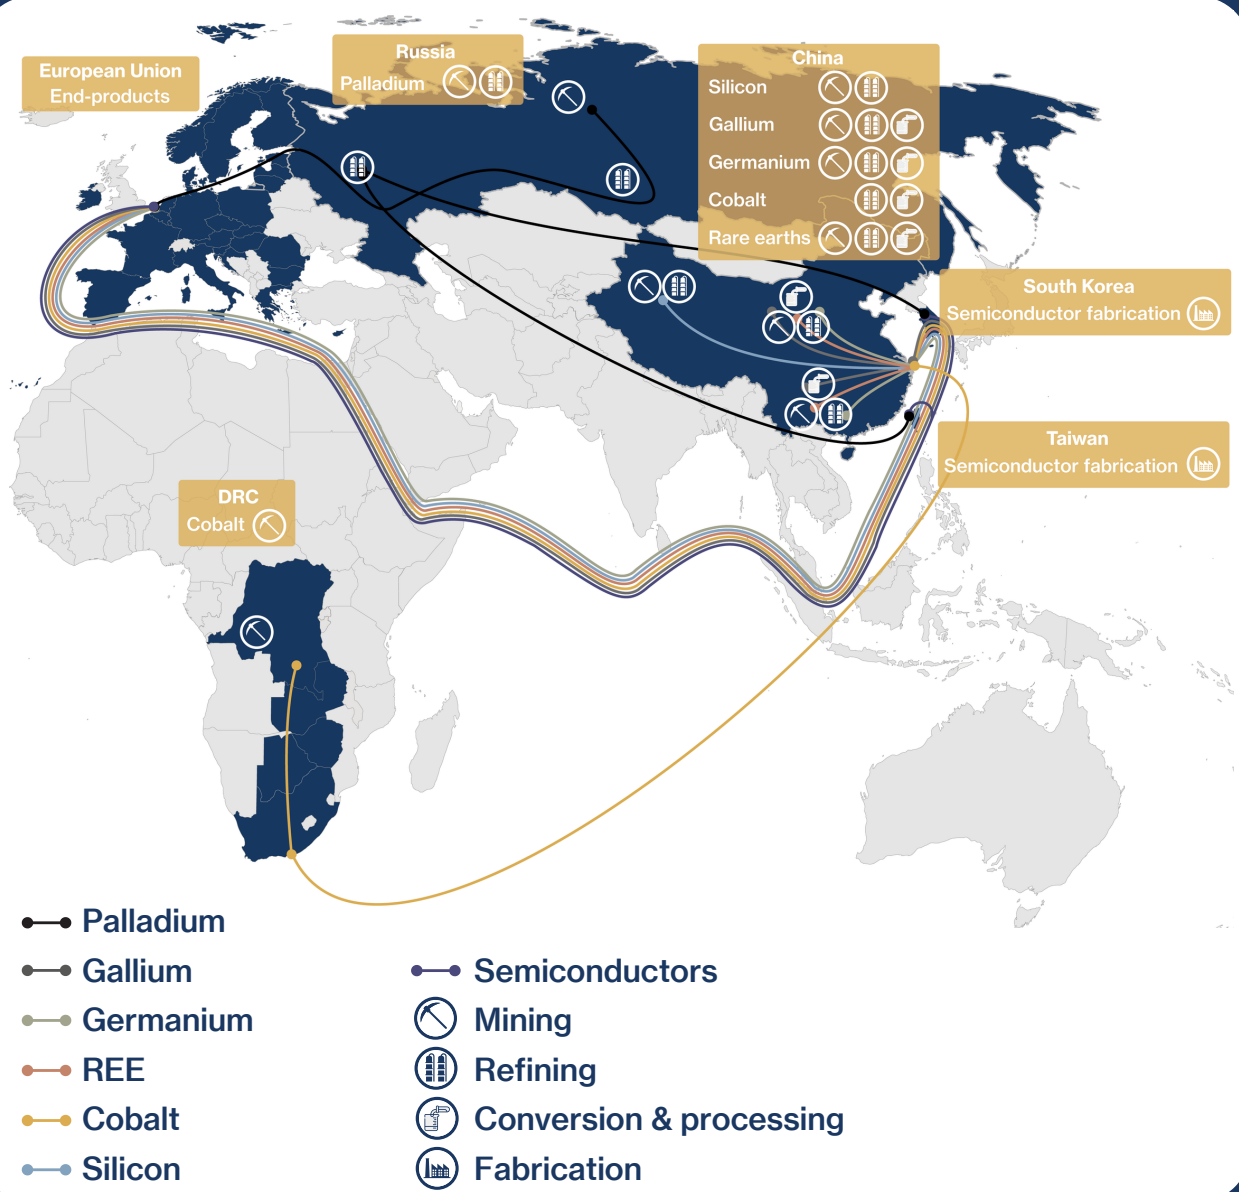 European Union
End-products
Russia
Palladium
China
Silicon
Gallium
Germanium
Cobalt
Rare earths
South Korea
Semiconductor fabrication
Taiwan
Semiconductor fabrication
DRC
Cobalt
Palladium
Gallium
Germanium
REE
Cobalt
Silicon
Semiconductors
Mining
Refining
Conversion & processing
Fabrication